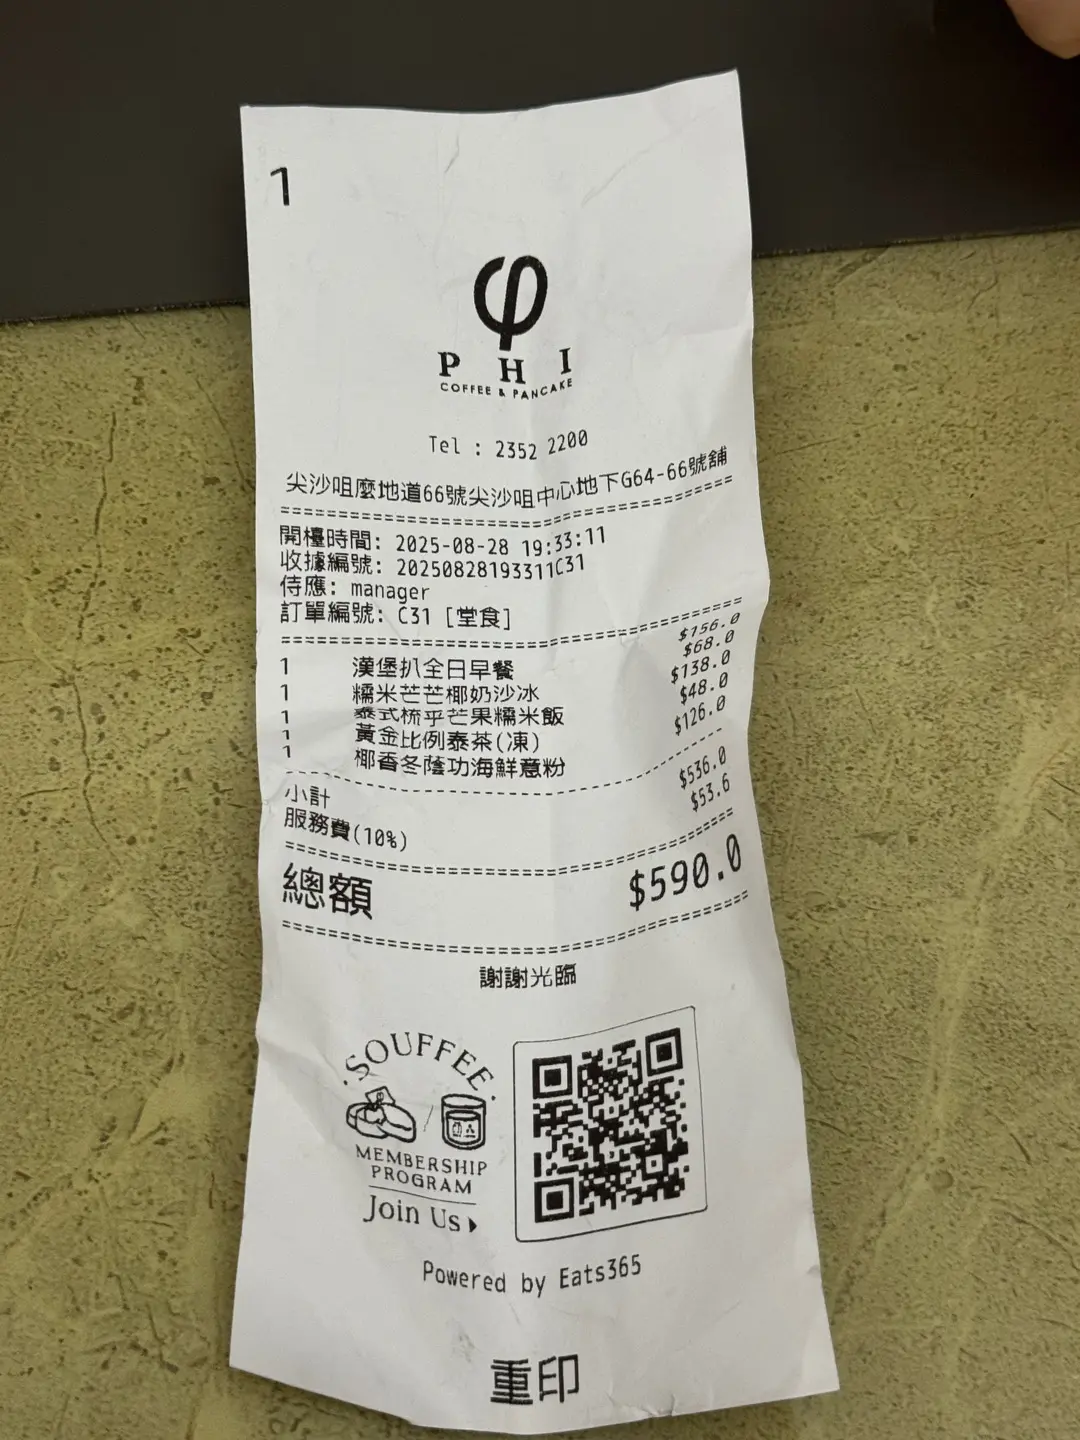 1
φ
PHI
COFFEE & PANCAKE
Tel : 2352 2200
尖沙咀麼地道66號尖沙咀中心地下G64-66號舖
開檯時間: 2025-08-28 19:33:11
收據編號: 20250828193311C31
侍應: manager
訂單編號: C31 [堂食]
1 漢堡扒全日早餐 $156.0
1 糯米芒芒椰奶沙冰 $68.0
1 泰式梳乎芒果糯米飯 $138.0
1 黃金比例泰茶(凍) $48.0
1 椰香冬蔭功海鮮意粉 $126.0
小計 $536.0
服務費(10%) $53.6
總額 $590.0
謝謝光臨
SOUFFEE
MEMBERSHIP
PROGRAM
Join Us
Powered by Eats365
重印